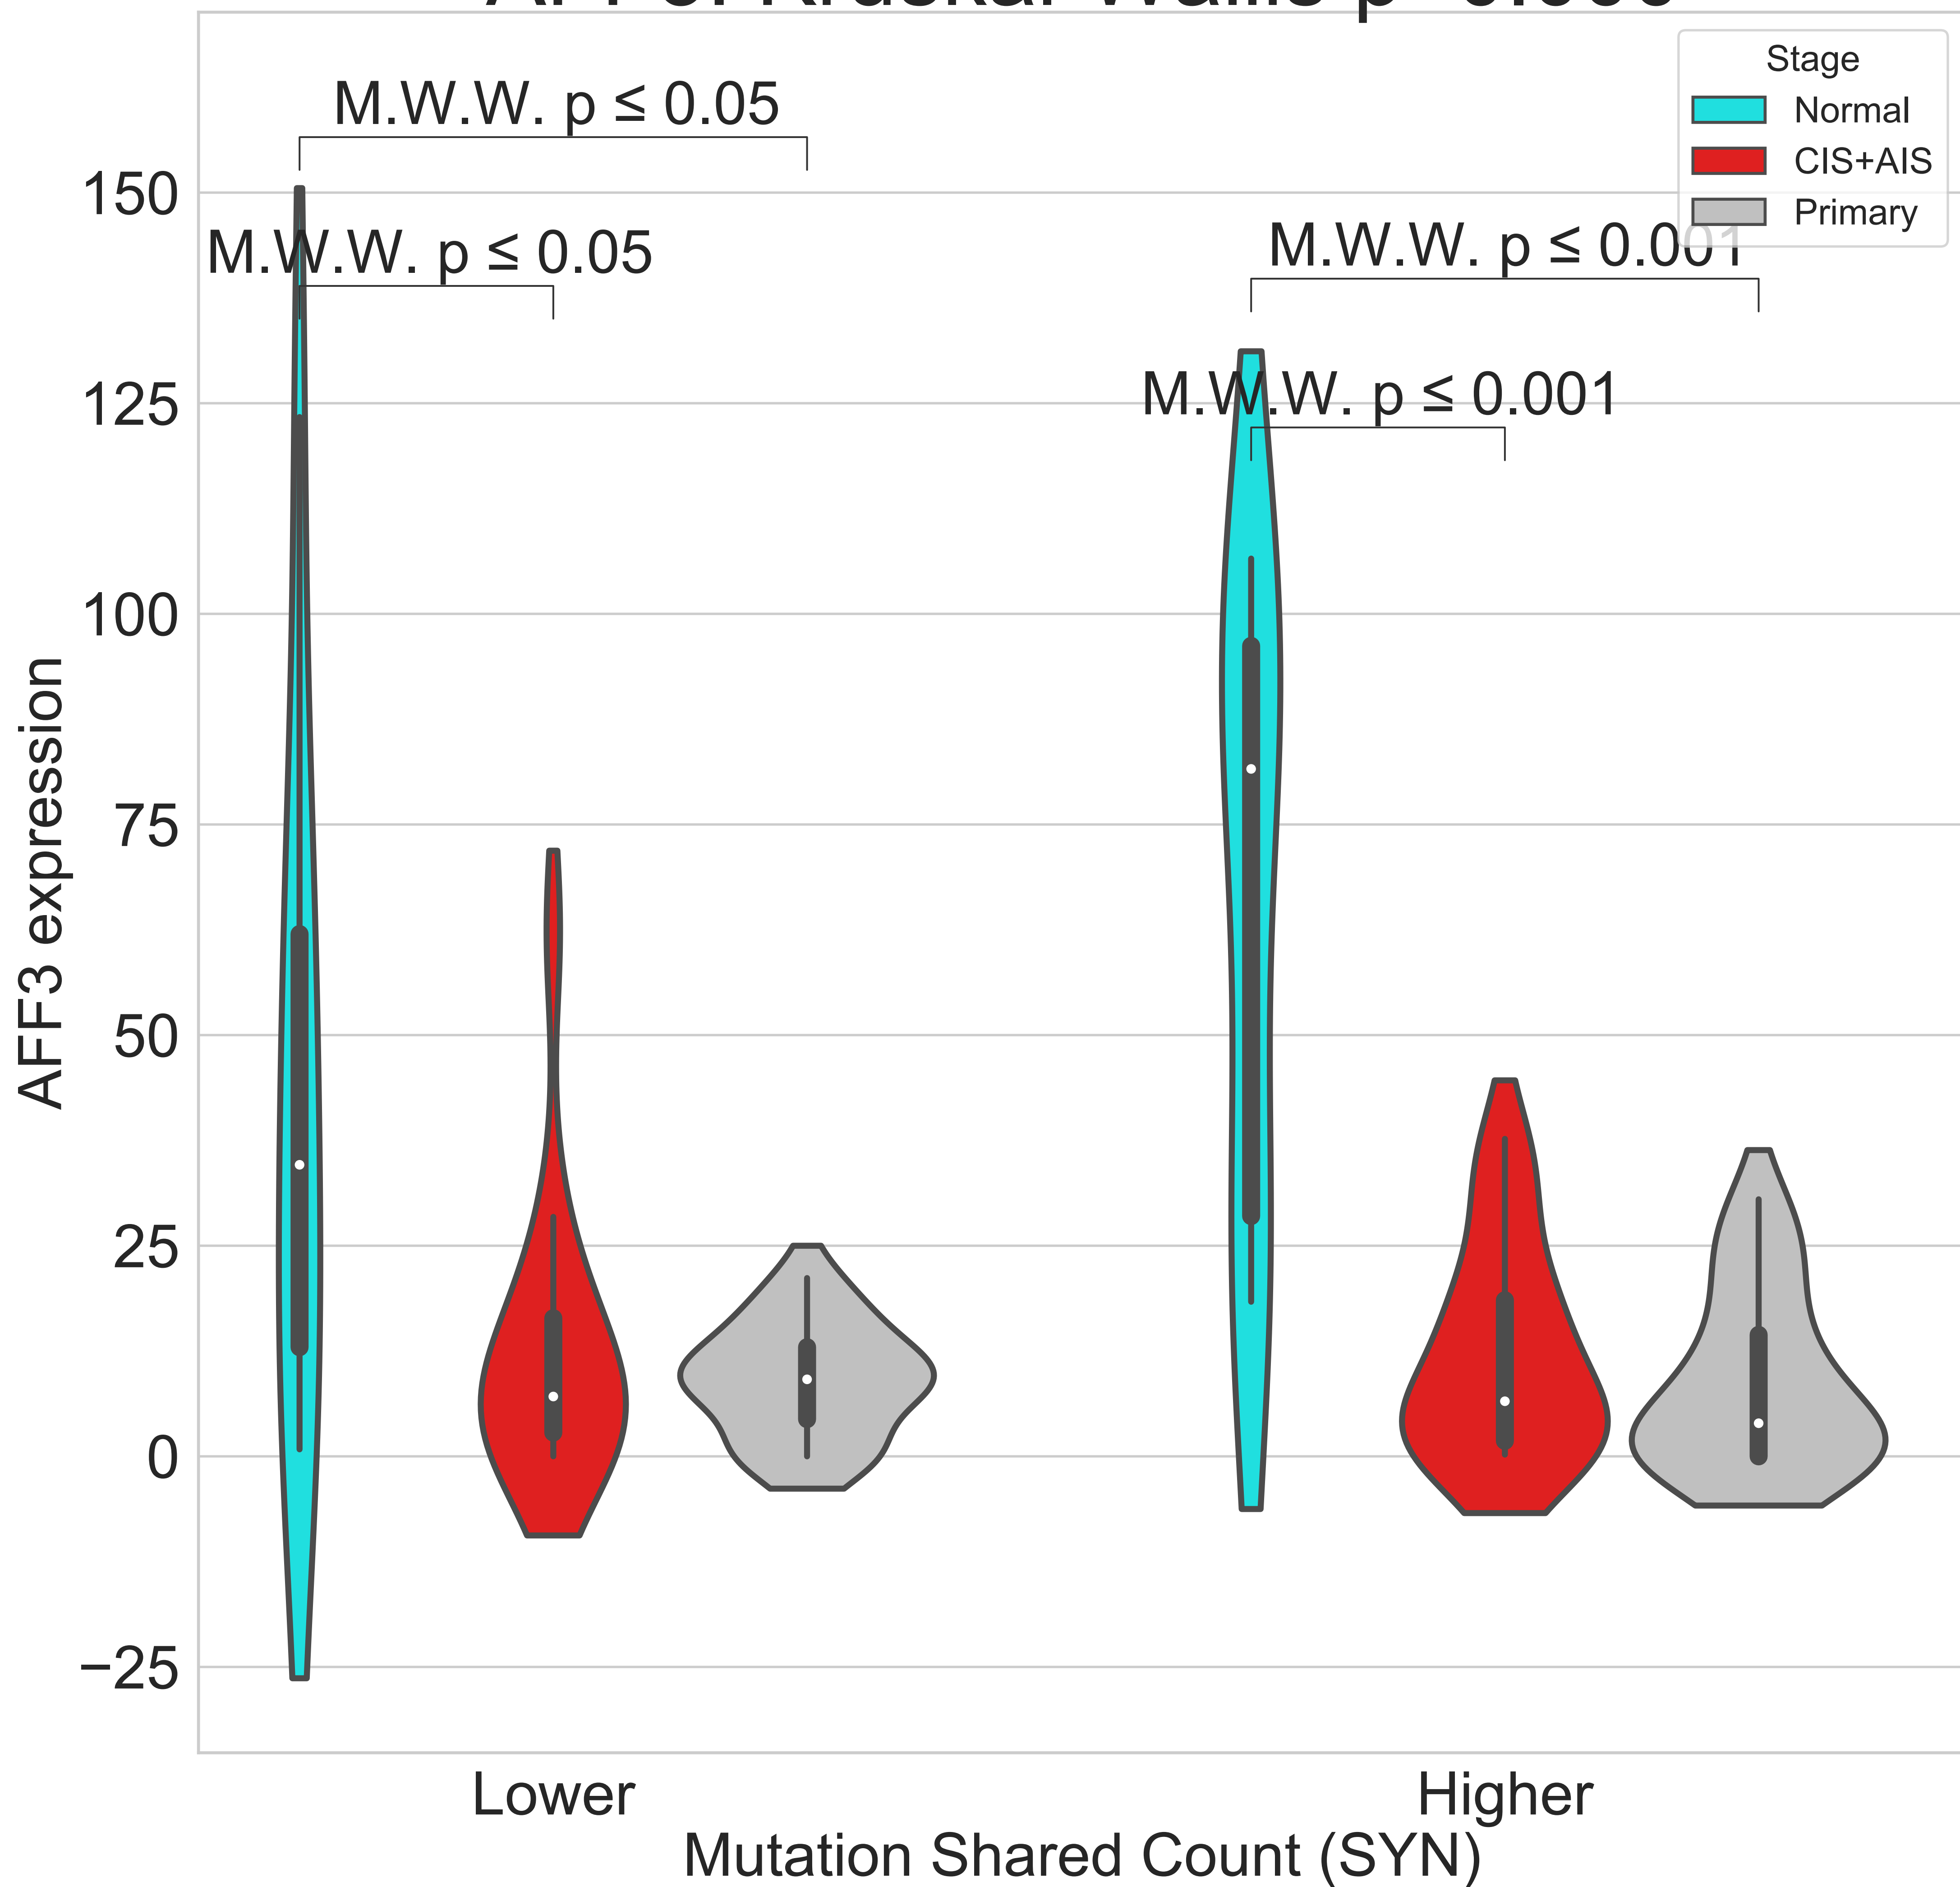 Stage
Normal
CIS+AIS
Primary
M.W.W. p ≤ 0.05
M.W.W. p ≤ 0.05
M.W.W. p ≤ 0.001
M.W.W. p ≤ 0.001
150
125
100
75
50
25
0
−25
AFF3 expression
Lower
Higher
Mutation Shared Count (SYN)